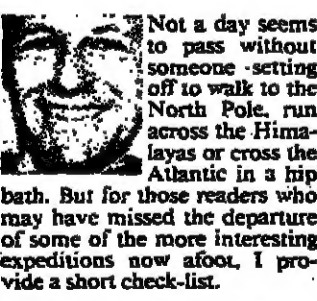 Not a day seems
to pass without
someone setting
off to walk to the
North Pole, run
across the Hima-
layas or cross the
Atlantic in a hip
bath. But for those readers who
may have missed the departure
of some of the more interesting
expeditions now afoot, I pro-
vide a short check-list.